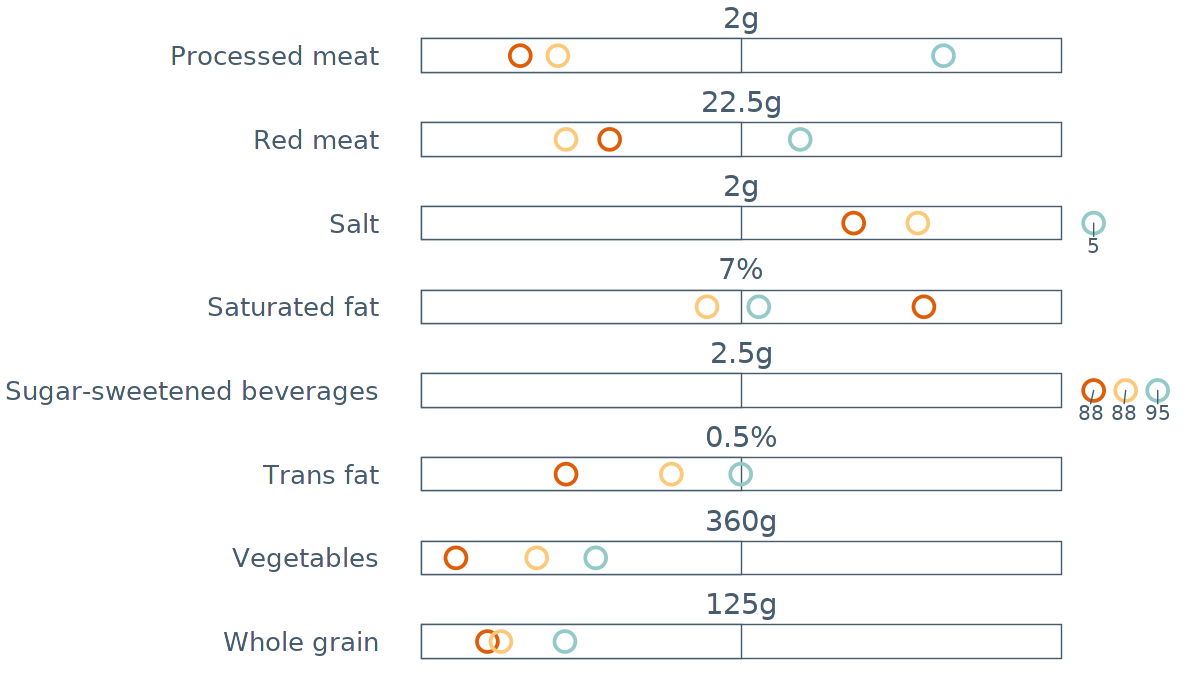 2g
Processed meat
22.5g
Red meat
2g
Salt
5
7%
Saturated fat
2.5g
Sugar-sweetened beverages
88 88 95
0.5%
Trans fat
360g
Vegetables
125g
Whole grain